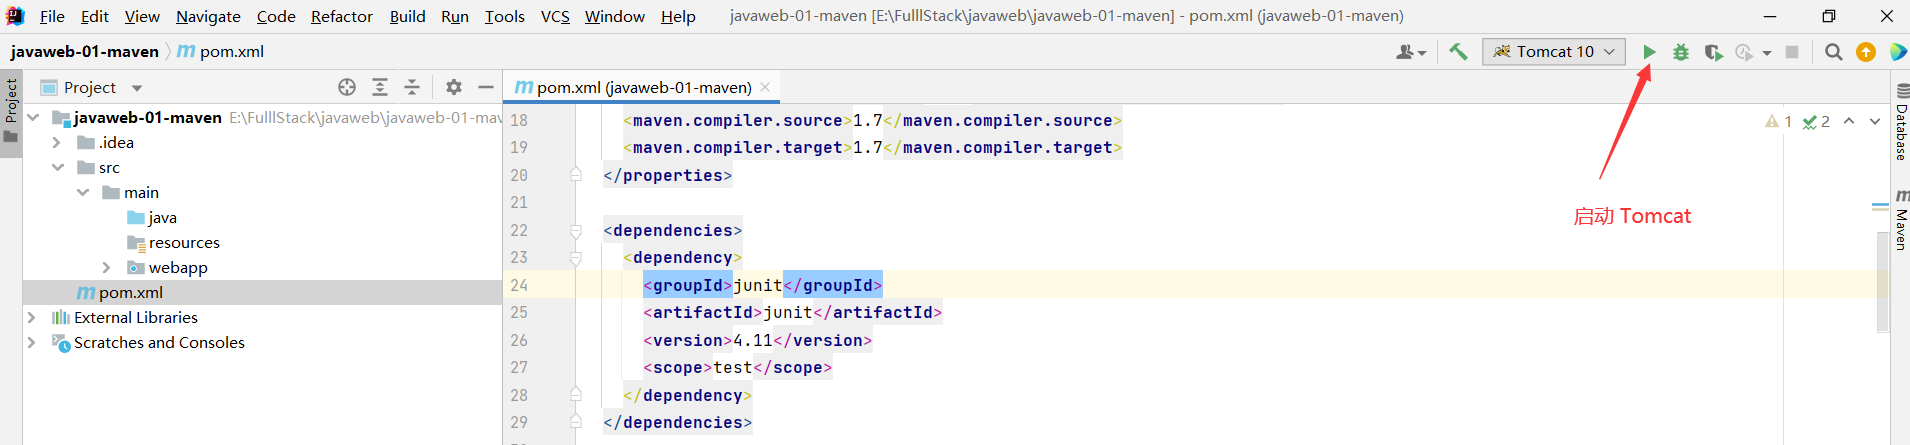 File Edit View Navigate Code Refactor Build Run Tools VCS Window Help javaweb-01-maven [E:\FulllStack\javaweb\javaweb-01-maven] - pom.xml (javaweb-01-maven)
javaweb-01-maven pom.xml Tomcat 10
Project Project pom.xml (javaweb-01-maven)
javaweb-01-maven E:\FulllStack\javaweb\javaweb-01-mav
.idea
src
main
java
resources
webapp
pom.xml
External Libraries
Scratches and Consoles
18 <maven.compiler.source>1.7</maven.compiler.source>
19 <maven.compiler.target>1.7</maven.compiler.target>
20 </properties>
21
22 <dependencies>
23 <dependency>
24 <groupId>junit</groupId>
25 <artifactId>junit</artifactId>
26 <version>4.11</version>
27 <scope>test</scope>
28 </dependency>
29 </dependencies>
1 2
启动 Tomcat
Database
Maven